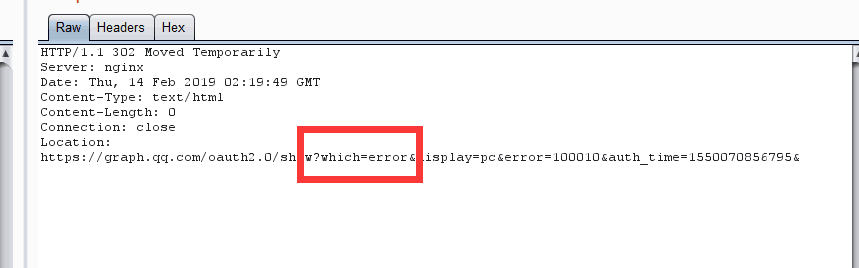 Raw Headers Hex
HTTP/1.1 302 Moved Temporarily
Server: nginx
Date: Thu, 14 Feb 2019 02:19:49 GMT
Content-Type: text/html
Content-Length: 0
Connection: close
Location:
https://graph.qq.com/oauth2.0/show?which=error&display=pc&error=100010&auth_time=1550070856795&